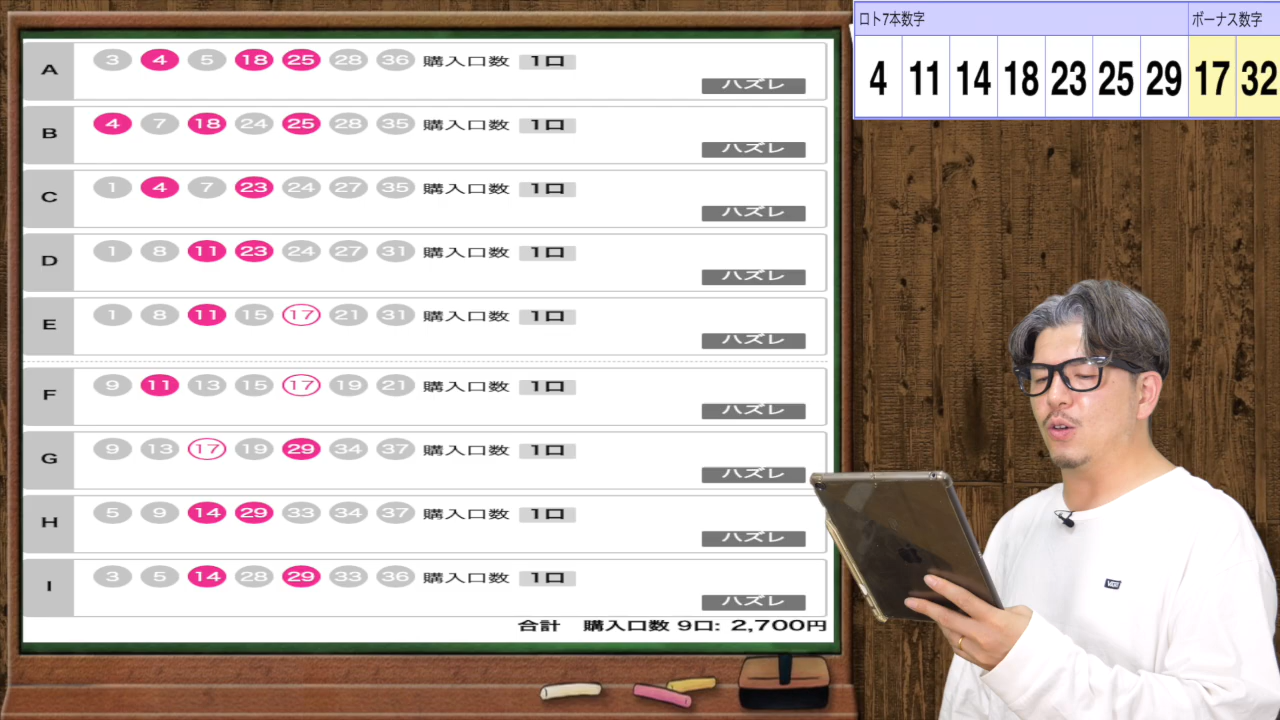 ロト7本数字 ボーナス数字
4 11 14 18 23 25 29 17 32
A 3 4 5 18 25 28 36 購入口数 1口
ハズレ
B 4 7 18 24 25 28 35 購入口数 1口
ハズレ
C 1 4 7 23 24 27 35 購入口数 1口
ハズレ
D 1 8 11 23 24 27 31 購入口数 1口
ハズレ
E 1 8 11 15 17 21 31 購入口数 1口
ハズレ
F 9 11 13 15 17 19 21 購入口数 1口
ハズレ
G 9 13 17 19 29 34 37 購入口数 1口
ハズレ
H 5 9 14 29 33 34 37 購入口数 1口
ハズレ
I 3 5 14 28 29 33 36 購入口数 1口
ハズレ
合計 購入口数 9口: 2,700円